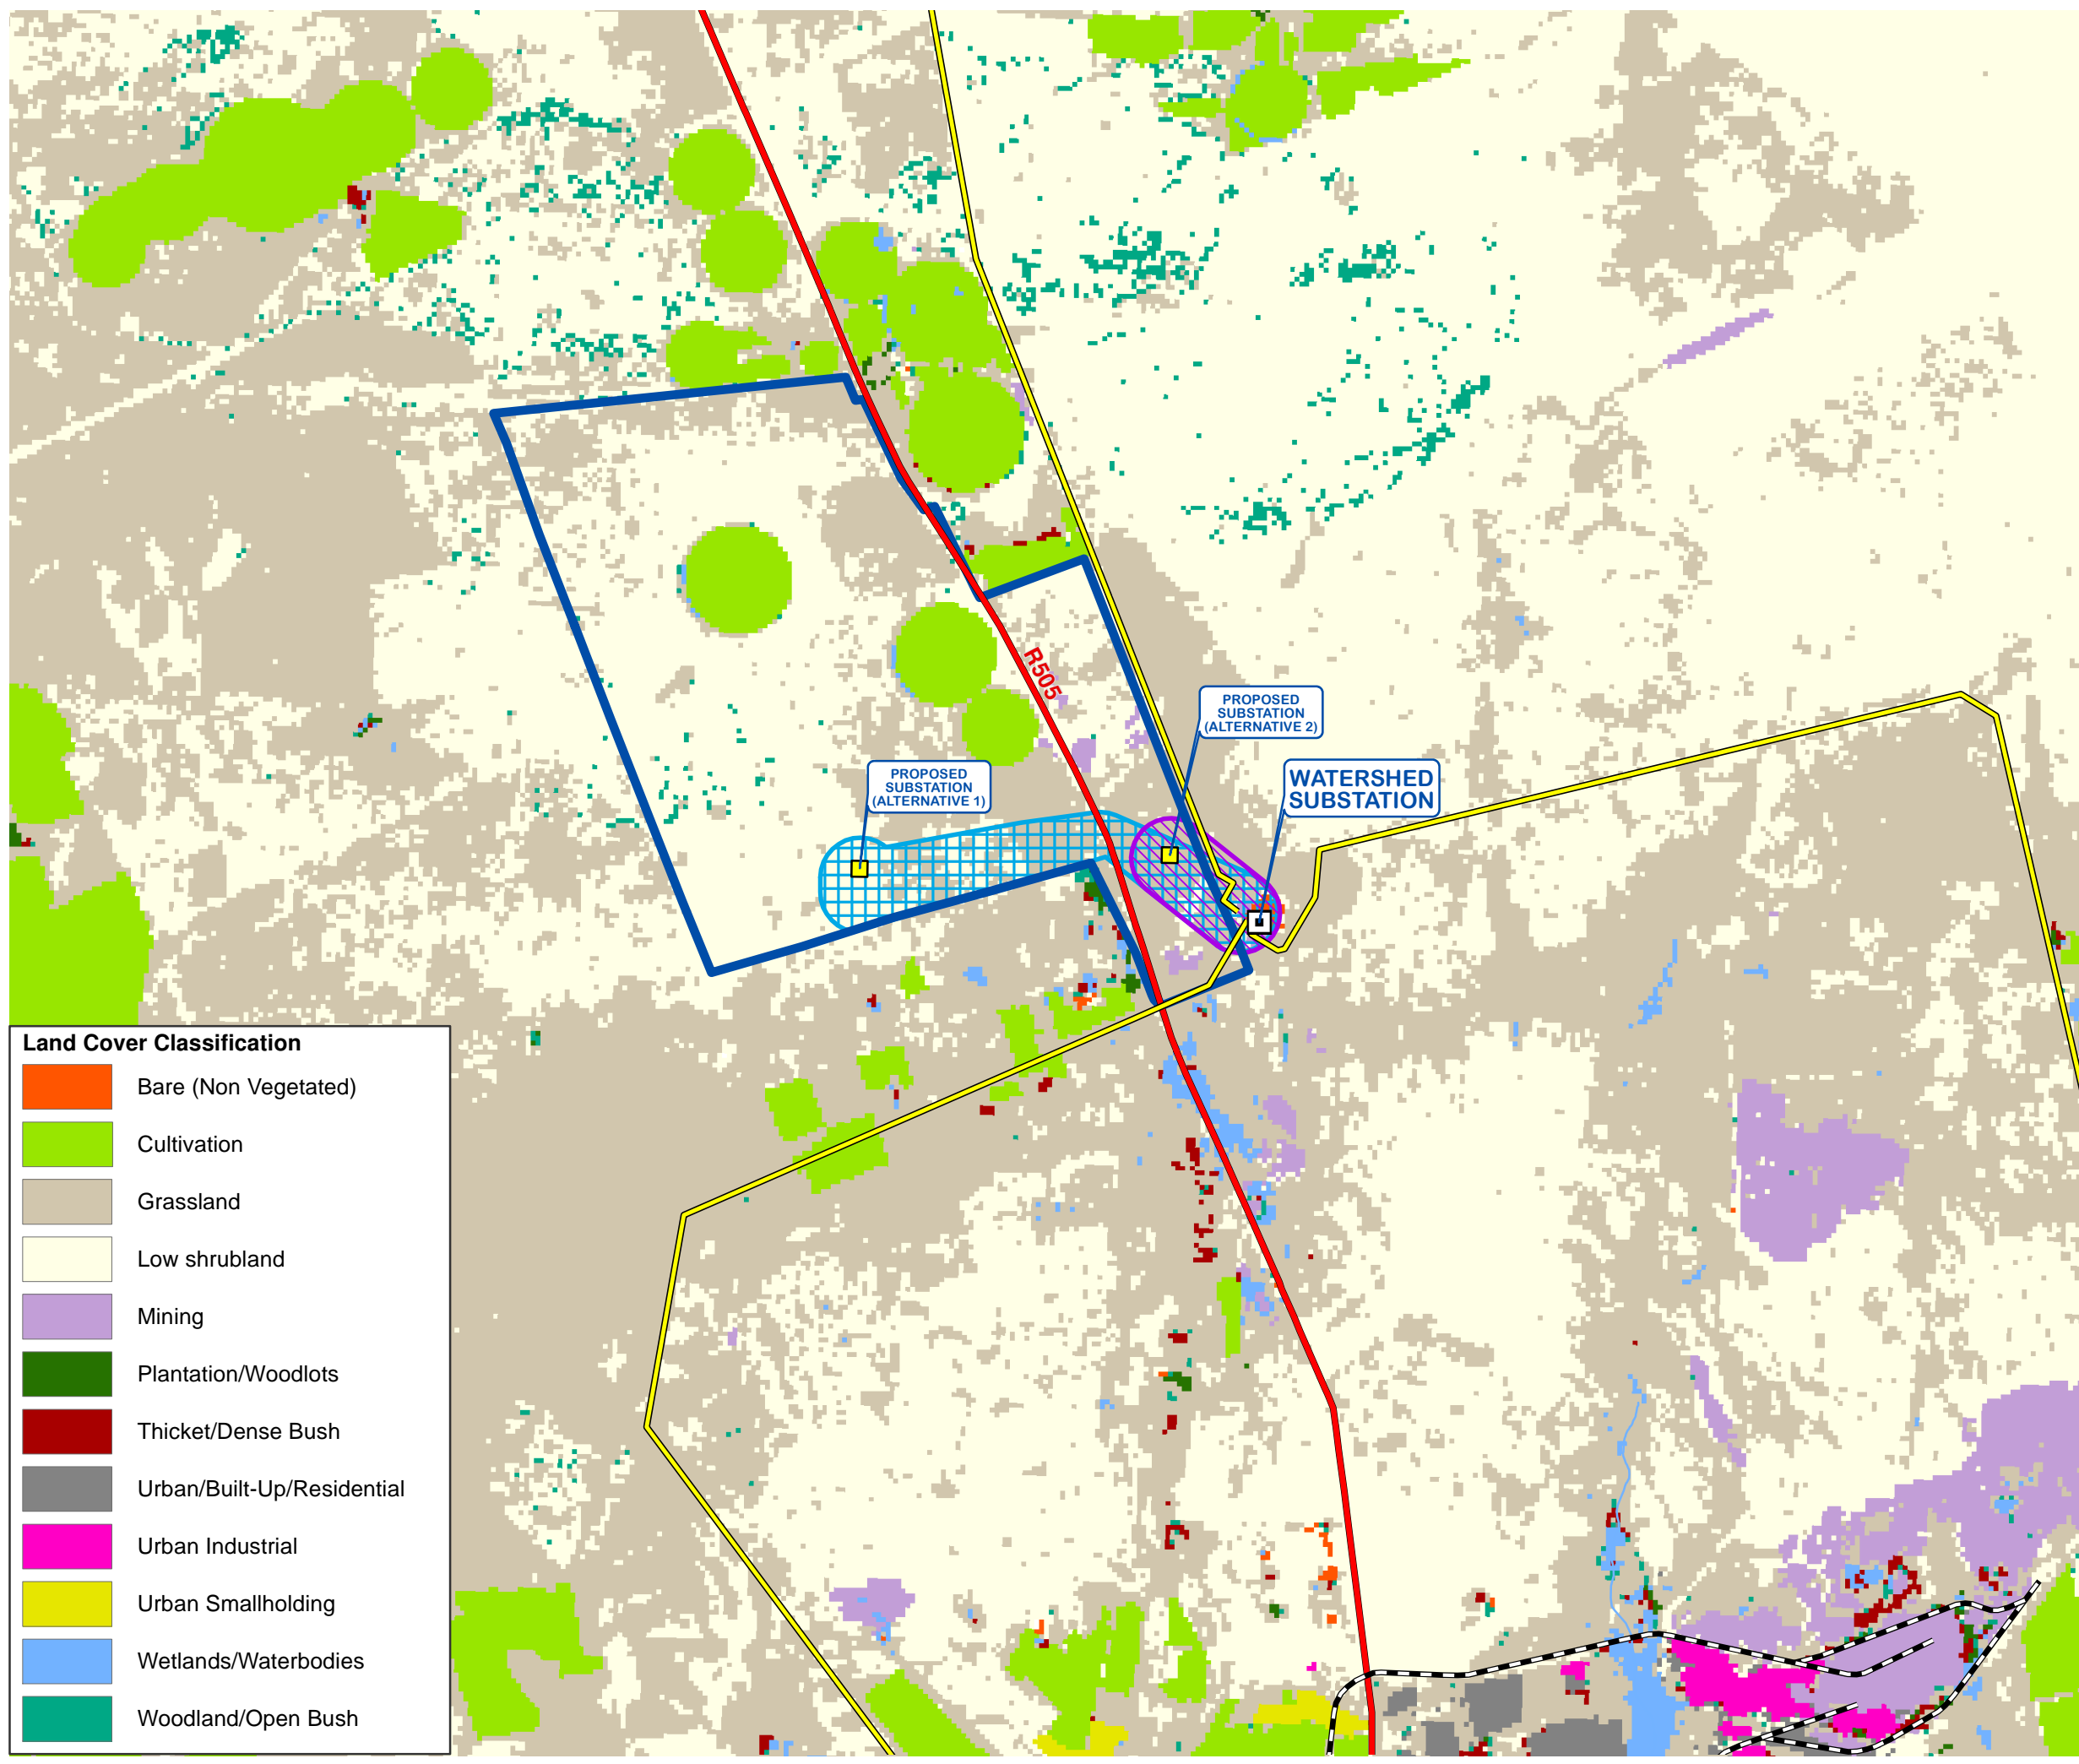 R505
PROPOSED
SUBSTATION
(ALTERNATIVE 2)
PROPOSED
SUBSTATION
(ALTERNATIVE 1)
WATERSHED
SUBSTATION
Land Cover Classification
Bare (Non Vegetated)
Cultivation
Grassland
Low shrubland
Mining
Plantation/Woodlots
Thicket/Dense Bush
Urban/Built-Up/Residential
Urban Industrial
Urban Smallholding
Wetlands/Waterbodies
Woodland/Open Bush